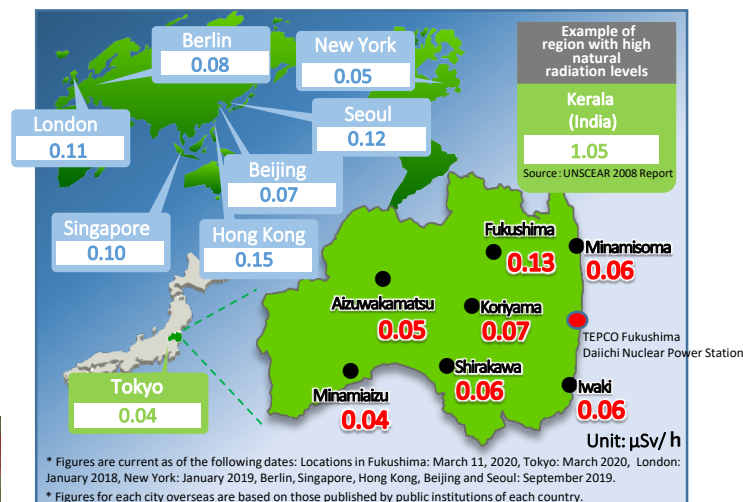 Berlin
0.08
New York
0.05
Example of
region with high
natural
radiation levels
Kerala
(India)
1.05
Source : UNSCEAR 2008 Report
London
0.11
Seoul
0.12
Beijing
0.07
Singapore
0.10
Hong Kong
0.15
Fukushima
0.13
Minamisoma
0.06
Aizuwakamatsu
0.05
Koriyama
0.07
TEPCO Fukushima
Daiichi Nuclear Power Station
Shirakawa
0.06
Minamiaizu
0.04
Iwaki
0.06
Tokyo
0.04
Unit: μSv/ h
* Figures are current as of the following dates: Locations in Fukushima: March 11, 2020, Tokyo: March 2020, London:
January 2018, New York: January 2019, Berlin, Singapore, Hong Kong, Beijing and Seoul: September 2019.
* Figures for each city overseas are based on those published by public institutions of each country.